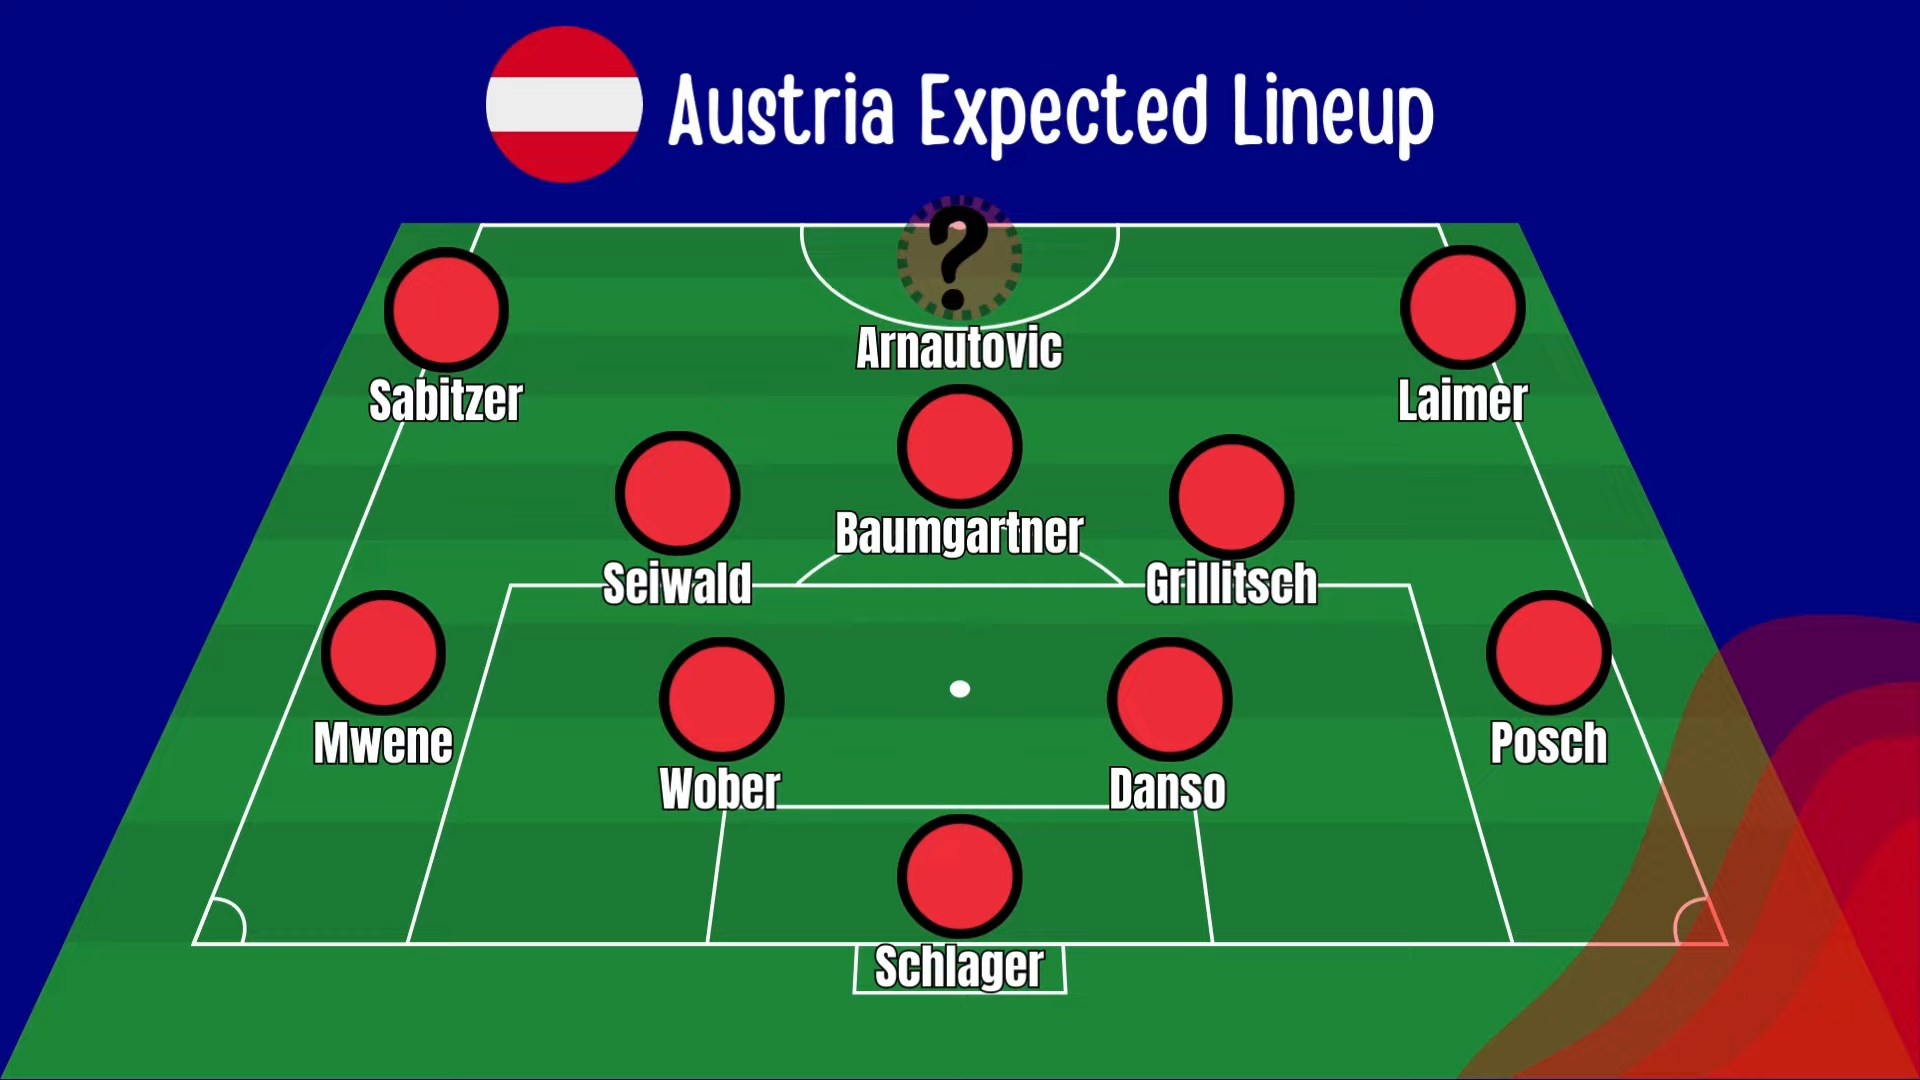 Austria Expected Lineup
?
Arnautovic
Sabitzer
Laimer
Baumgartner
Seiwald
Grillitsch
Mwene
Posch
Wober
Danso
Schlager